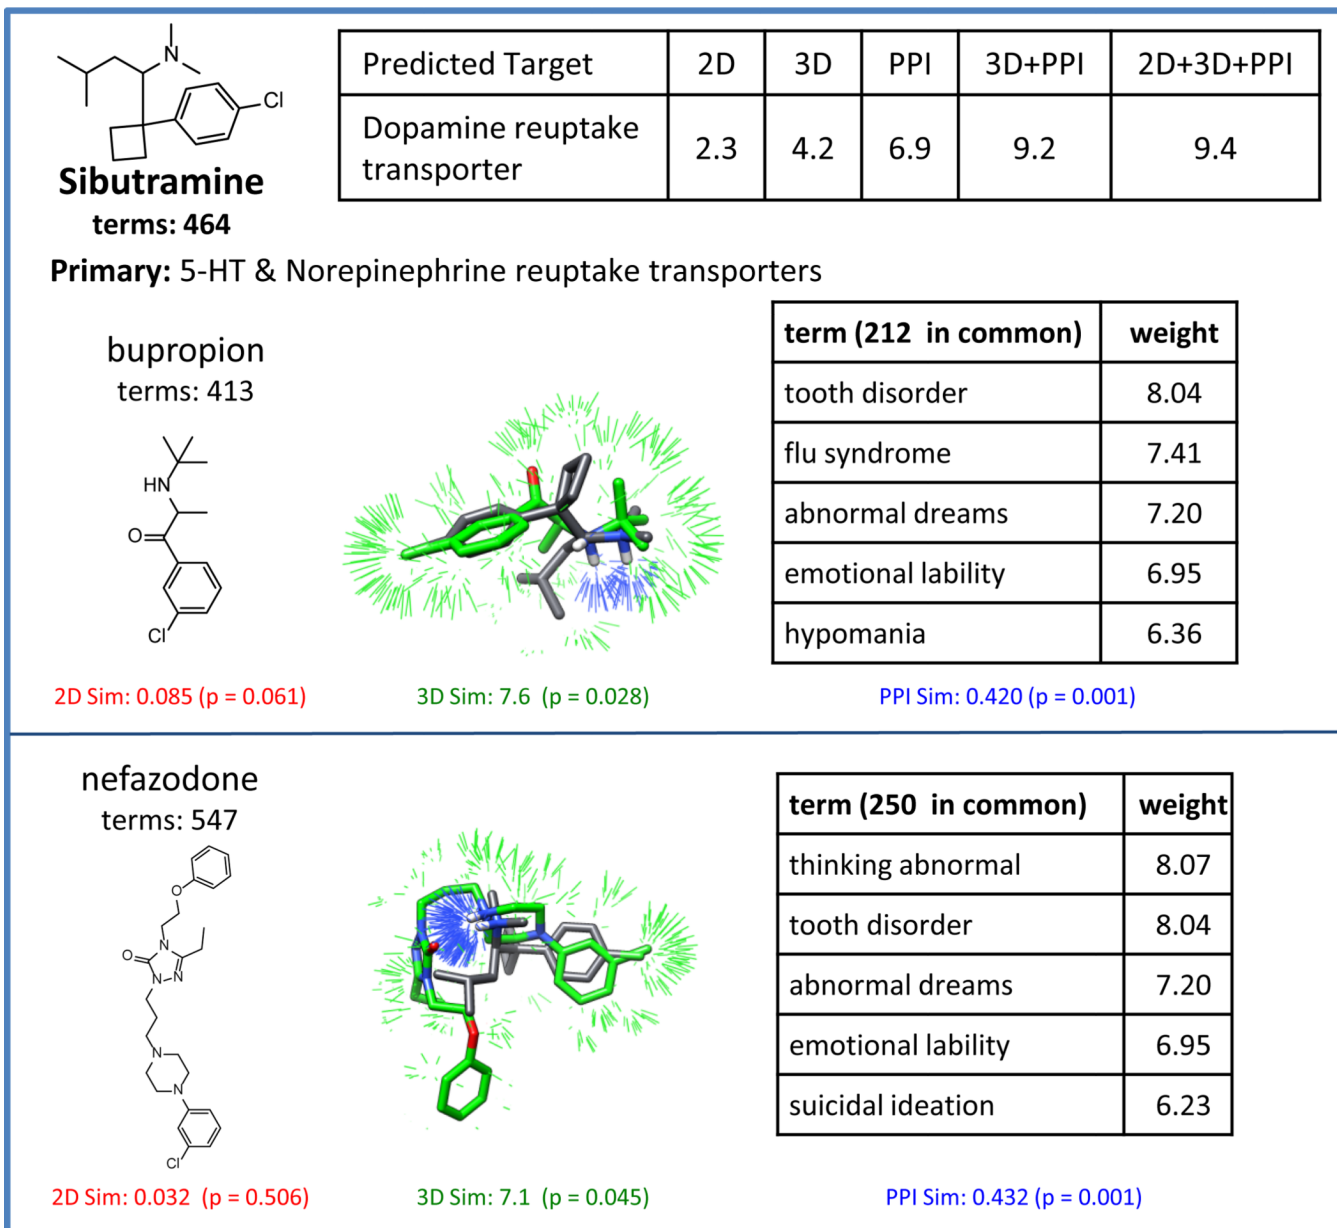 N
Cl
Sibutramine
terms: 464
Predicted Target 2D 3D PPI 3D+PPI 2D+3D+PPI
Dopamine reuptake
transporter 2.3 4.2 6.9 9.2 9.4
Primary: 5-HT & Norepinephrine reuptake transporters
bupropion
terms: 413
HN
O
Cl
term (212 in common) weight
tooth disorder 8.04
flu syndrome 7.41
abnormal dreams 7.20
emotional lability 6.95
hypomania 6.36
2D Sim: 0.085 (p = 0.061) 3D Sim: 7.6 (p = 0.028) PPI Sim: 0.420 (p = 0.001)
nefazodone
terms: 547
O
N
O
N
N
N
N
Cl
term (250 in common) weight
thinking abnormal 8.07
tooth disorder 8.04
abnormal dreams 7.20
emotional lability 6.95
suicidal ideation 6.23
2D Sim: 0.032 (p = 0.506) 3D Sim: 7.1 (p = 0.045) PPI Sim: 0.432 (p = 0.001)